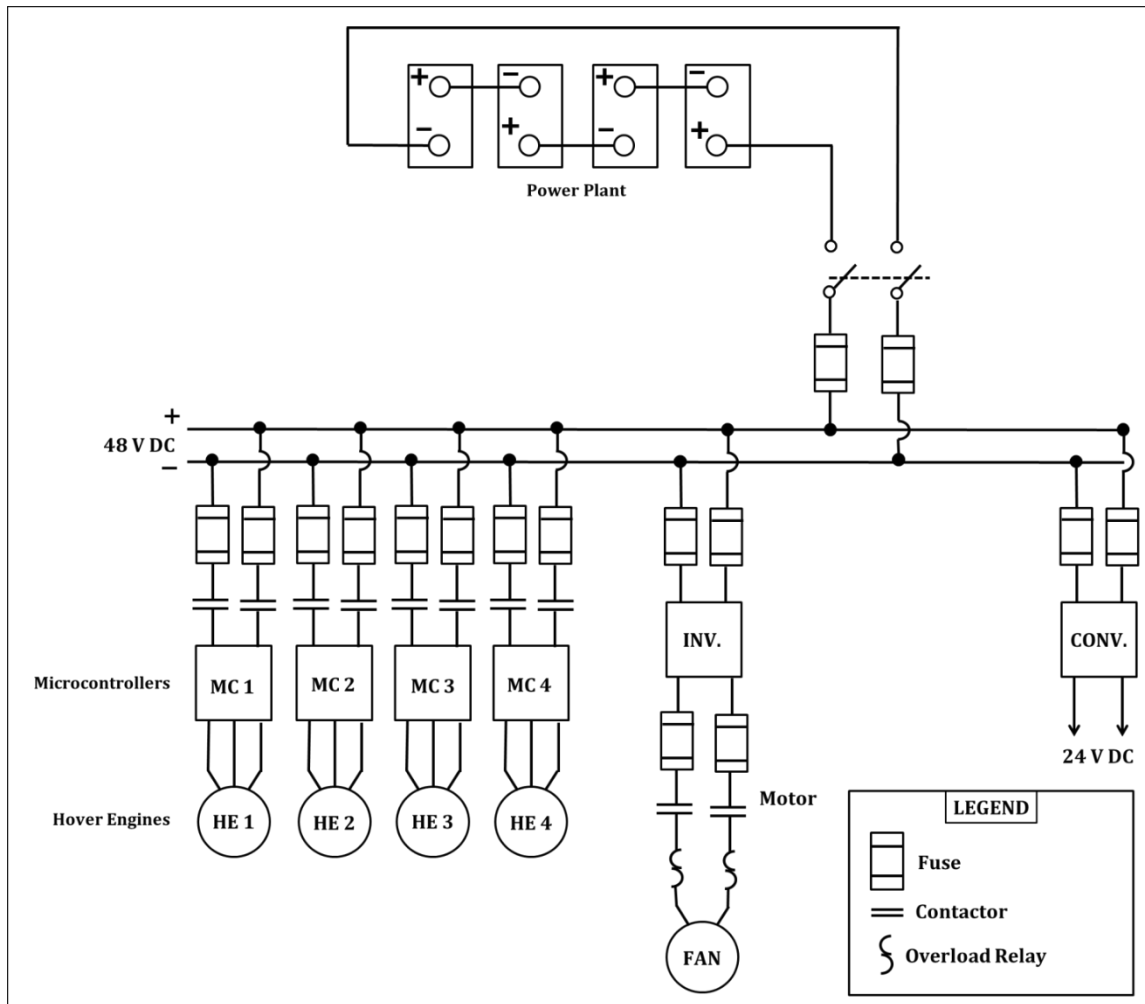 + − + −
− + − +
Power Plant
+
48 V DC
−
INV.
CONV.
Microcontrollers
MC 1 MC 2 MC 3 MC 4
24 V DC
Motor
Hover Engines
HE 1 HE 2 HE 3 HE 4
FAN
LEGEND
Fuse
Contactor
Overload Relay